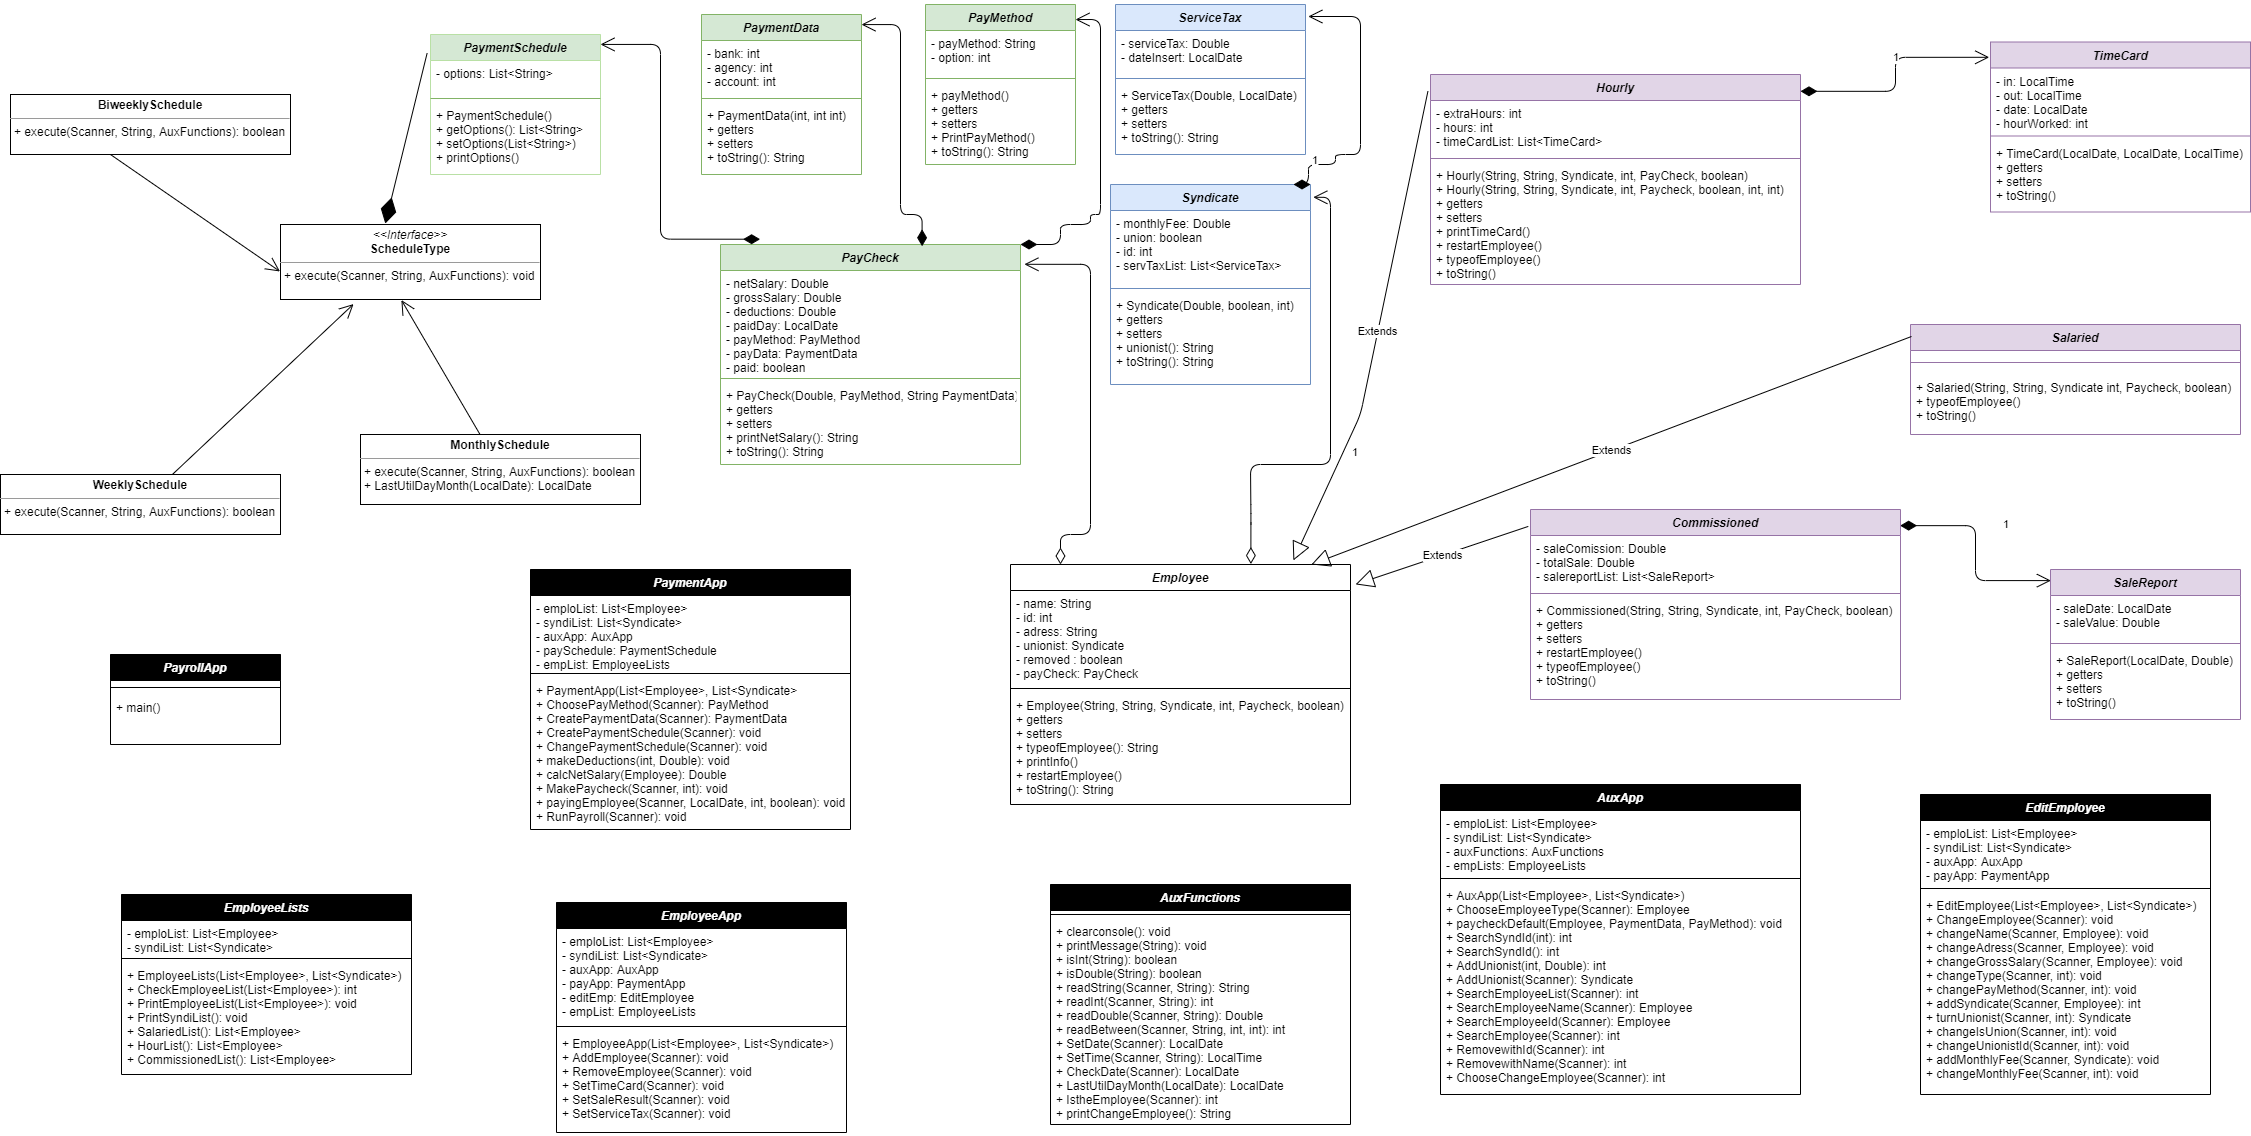 BiweeklySchedule
+ execute(Scanner, String, AuxFunctions): boolean
<<Interface>>
ScheduleType
+ execute(Scanner, String, AuxFunctions): void
WeeklySchedule
+ execute(Scanner, String, AuxFunctions): boolean
MonthlySchedule
+ execute(Scanner, String, AuxFunctions): boolean
+ LastUtilDayMonth(LocalDate): LocalDate
PaymentSchedule
- options: List<String>
+ PaymentSchedule()
+ getOptions(): List<String>
+ setOptions(List<String>)
+ printOptions()
PaymentData
- bank: int
- agency: int
- account: int
+ PaymentData(int, int int)
+ getters
+ setters
+ toString(): String
PayMethod
- payMethod: String
- option: int
+ payMethod()
+ getters
+ setters
+ PrintPayMethod()
+ toString(): String
ServiceTax
- serviceTax: Double
- dateInsert: LocalDate
+ ServiceTax(Double, LocalDate)
+ getters
+ setters
+ toString(): String
1
Syndicate
- monthlyFee: Double
- union: boolean
- id: int
- servTaxList: List<ServiceTax>
+ Syndicate(Double, boolean, int)
+ getters
+ setters
+ unionist(): String
+ toString(): String
PayCheck
- netSalary: Double
- grossSalary: Double
- deductions: Double
- paidDay: LocalDate
- payMethod: PayMethod
- payData: PaymentData
- paid: boolean
+ PayCheck(Double, PayMethod, String PaymentData)
+ getters
+ setters
+ printNetSalary(): String
+ toString(): String
Hourly
- extraHours: int
- hours: int
- timeCardList: List<TimeCard>
+ Hourly(String, String, Syndicate, int, PayCheck, boolean)
+ Hourly(String, String, Syndicate, int, Paycheck, boolean, int, int)
+ getters
+ setters
+ printTimeCard()
+ restartEmployee()
+ typeofEmployee()
+ toString()
1
TimeCard
- in: LocalTime
- out: LocalTime
- date: LocalDate
- hourWorked: int
+ TimeCard(LocalDate, LocalDate, LocalTime)
+ getters
+ setters
+ toString()
Extends
1
Salaried
+ Salaried(String, String, Syndicate int, Paycheck, boolean)
+ typeofEmployee()
+ toString()
Extends
Commissioned
- saleComission: Double
- totalSale: Double
- salereportList: List<SaleReport>
+ Commissioned(String, String, Syndicate, int, PayCheck, boolean)
+ getters
+ setters
+ restartEmployee()
+ typeofEmployee()
+ toString()
Extends
1
SaleReport
- saleDate: LocalDate
- saleValue: Double
+ SaleReport(LocalDate, Double)
+ getters
+ setters
+ toString()
Employee
- name: String
- id: int
- adress: String
- unionist: Syndicate
- removed : boolean
- payCheck: PayCheck
+ Employee(String, String, Syndicate, int, Paycheck, boolean)
+ getters
+ setters
+ typeofEmployee(): String
+ printInfo()
+ restartEmployee()
+ toString(): String
PaymentApp
- emploList: List<Employee>
- syndiList: List<Syndicate>
- auxApp: AuxApp
- paySchedule: PaymentSchedule
- empList: EmployeeLists
+ PaymentApp(List<Employee>, List<Syndicate>
+ ChoosePayMethod(Scanner): PayMethod
+ CreatePaymentData(Scanner): PaymentData
+ CreatePaymentSchedule(Scanner): void
+ ChangePaymentSchedule(Scanner): void
+ makeDeductions(int, Double): void
+ calcNetSalary(Employee): Double
+ MakePaycheck(Scanner, int): void
+ payingEmployee(Scanner, LocalDate, int, boolean): void
+ RunPayroll(Scanner): void
PayrollApp
+ main()
EmployeeLists
- emploList: List<Employee>
- syndiList: List<Syndicate>
+ EmployeeLists(List<Employee>, List<Syndicate>)
+ CheckEmployeeList(List<Employee>): int
+ PrintEmployeeList(List<Employee>): void
+ PrintSyndiList(): void
+ SalariedList(): List<Employee>
+ HourList(): List<Employee>
+ CommissionedList(): List<Employee>
EmployeeApp
- emploList: List<Employee>
- syndiList: List<Syndicate>
- auxApp: AuxApp
- payApp: PaymentApp
- editEmp: EditEmployee
- empList: EmployeeLists
+ EmployeeApp(List<Employee>, List<Syndicate>)
+ AddEmployee(Scanner): void
+ RemoveEmployee(Scanner): void
+ SetTimeCard(Scanner): void
+ SetSaleResult(Scanner): void
+ SetServiceTax(Scanner): void
AuxFunctions
+ clearconsole(): void
+ printMessage(String): void
+ isInt(String): boolean
+ isDouble(String): boolean
+ readString(Scanner, String): String
+ readInt(Scanner, String): int
+ readDouble(Scanner, String): Double
+ readBetween(Scanner, String, int, int): int
+ SetDate(Scanner): LocalDate
+ SetTime(Scanner, String): LocalTime
+ CheckDate(Scanner): LocalDate
+ LastUtilDayMonth(LocalDate): LocalDate
+ IstheEmployee(Scanner): int
+ printChangeEmployee(): String
AuxApp
- emploList: List<Employee>
- syndiList: List<Syndicate>
- auxFunctions: AuxFunctions
- empLists: EmployeeLists
+ AuxApp(List<Employee>, List<Syndicate>)
+ ChooseEmployeeType(Scanner): Employee
+ paycheckDefault(Employee, PaymentData, PayMethod): void
+ SearchSyndId(int): int
+ SearchSyndId(): int
+ AddUnionist(int, Double): int
+ AddUnionist(Scanner): Syndicate
+ SearchEmployeeList(Scanner): int
+ SearchEmployeeName(Scanner): Employee
+ SearchEmployeeId(Scanner): Employee
+ SearchEmployee(Scanner): int
+ RemovewithId(Scanner): int
+ RemovewithName(Scanner): int
+ ChooseChangeEmployee(Scanner): int
EditEmployee
- emploList: List<Employee>
- syndiList: List<Syndicate>
- auxApp: AuxApp
- payApp: PaymentApp
+ EditEmployee(List<Employee>, List<Syndicate>)
+ ChangeEmployee(Scanner): void
+ changeName(Scanner, Employee): void
+ changeAdress(Scanner, Employee): void
+ changeGrossSalary(Scanner, Employee): void
+ changeType(Scanner, int): void
+ changePayMethod(Scanner, int): void
+ addSyndicate(Scanner, Employee): int
+ turnUnionist(Scanner, int): Syndicate
+ changeIsUnion(Scanner, int): void
+ changeUnionistId(Scanner, int): void
+ addMonthlyFee(Scanner, Syndicate): void
+ changeMonthlyFee(Scanner, int): void